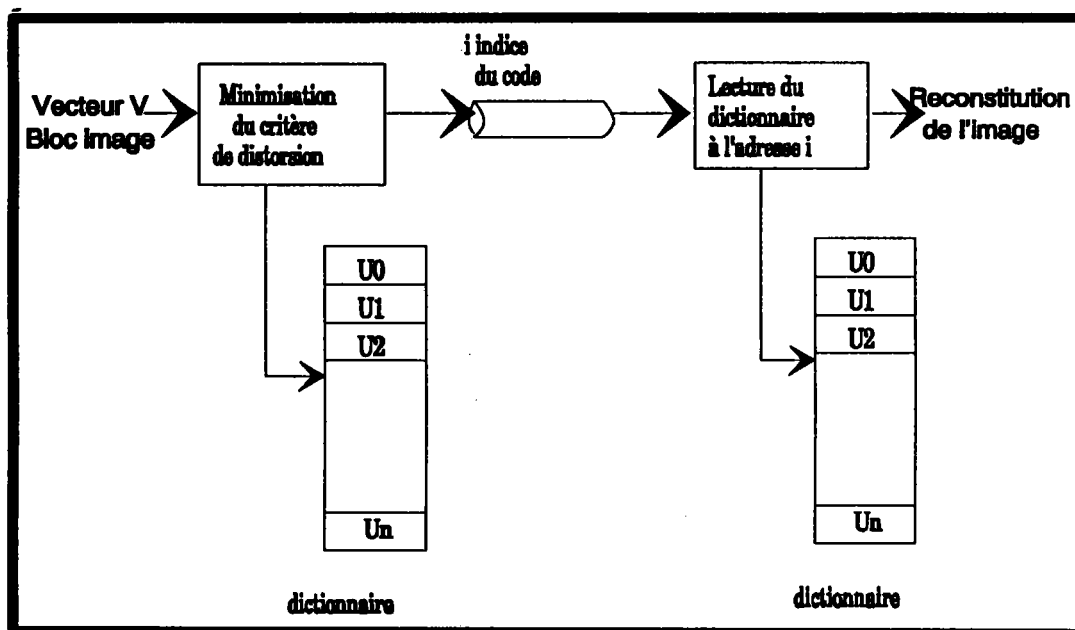 i indice
du code
Vecteur V
Bloc Image
Minimisation
du critère
de distorsion
Lecture du
dictionnaire
à l'adresse i
Reconstitution
de l'image
U0
U1
U2
Un
dictionnaire
U0
U1
U2
Un
dictionnaire